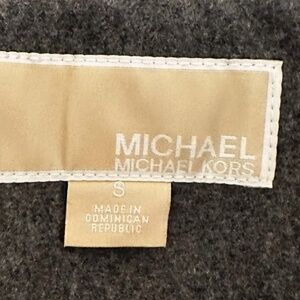 MICHAEL
MICHAEL KORS
S
MADE IN
DOMINICAN
REPUBLIC